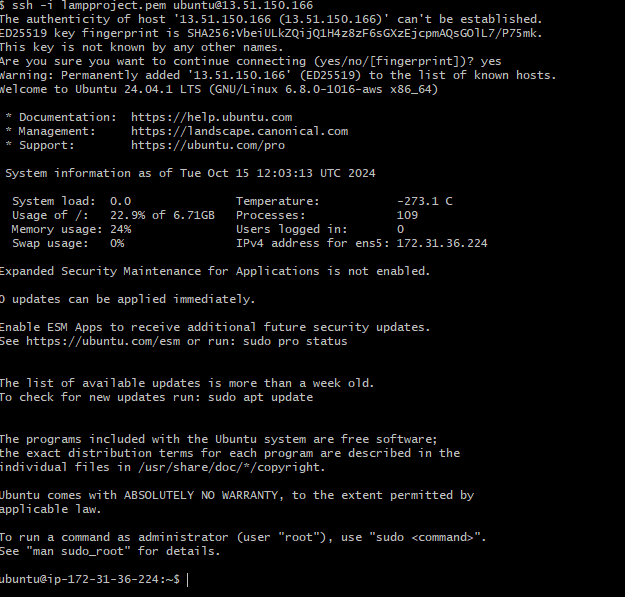 $ ssh -i lampproject.pem ubuntu@13.51.150.166
The authenticity of host '13.51.150.166 (13.51.150.166)' can't be established.
ED25519 key fingerprint is SHA256:VbeiULkZQijQ1H4z8zF6sGXzEjcpmAQsGOlL7/P75mk.
This key is not known by any other names.
Are you sure you want to continue connecting (yes/no/[fingerprint])? yes
Warning: Permanently added '13.51.150.166' (ED25519) to the list of known hosts.
Welcome to Ubuntu 24.04.1 LTS (GNU/Linux 6.8.0-1016-aws x86_64)
* Documentation: https://help.ubuntu.com
* Management: https://landscape.canonical.com
* Support: https://ubuntu.com/pro
System information as of Tue Oct 15 12:03:13 UTC 2024
System load: 0.0 Temperature: -273.1 C
Usage of /: 22.9% of 6.71GB Processes: 109
Memory usage: 24% Users logged in: 0
Swap usage: 0% IPv4 address for ens5: 172.31.36.224
Expanded Security Maintenance for Applications is not enabled.
0 updates can be applied immediately.
Enable ESM Apps to receive additional future security updates.
See https://ubuntu.com/esm or run: sudo pro status
The list of available updates is more than a week old.
To check for new updates run: sudo apt update
The programs included with the Ubuntu system are free software;
the exact distribution terms for each program are described in the
individual files in /usr/share/doc/*/copyright.
Ubuntu comes with ABSOLUTELY NO WARRANTY, to the extent permitted by
applicable law.
To run a command as administrator (user "root"), use "sudo <command>".
See "man sudo_root" for details.
ubuntu@ip-172-31-36-224:~$